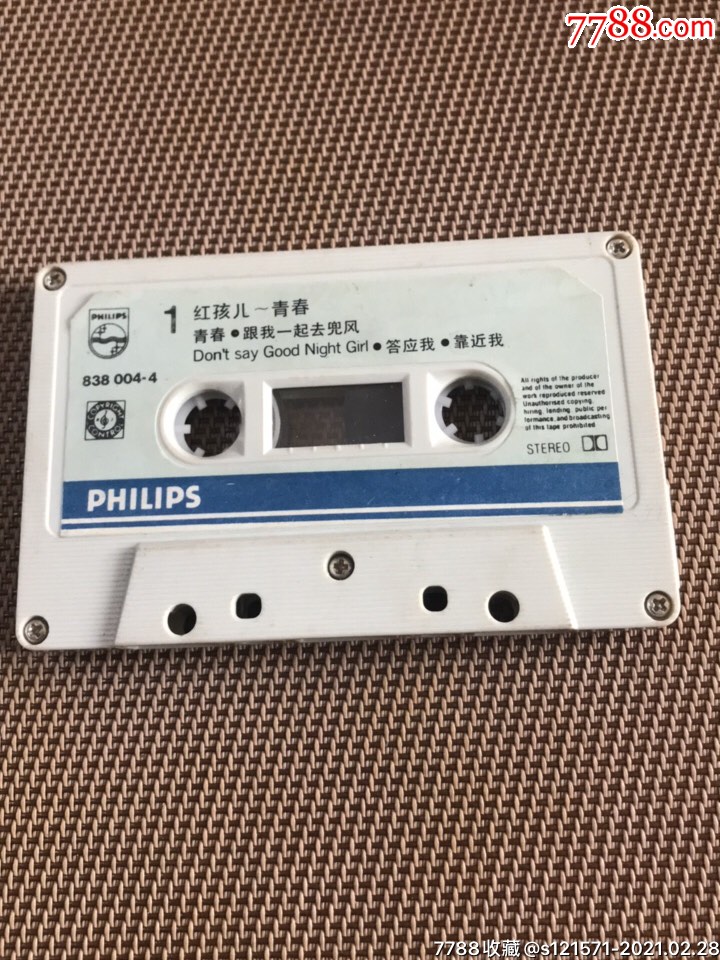 7788.com
PHILIPS
1 红孩儿～青春
青春●跟我一起去兜风
Don't say Good Night Girl●答应我●靠近我
838 004-4
All rights of the producer
and of the owner of the
work reproduced reserved
Unauthorised copying,
hiring, lending, public per
formance and broadcasting
of this tape prohibited
STEREO
PHILIPS
7788收藏@s121571-2021.02.28